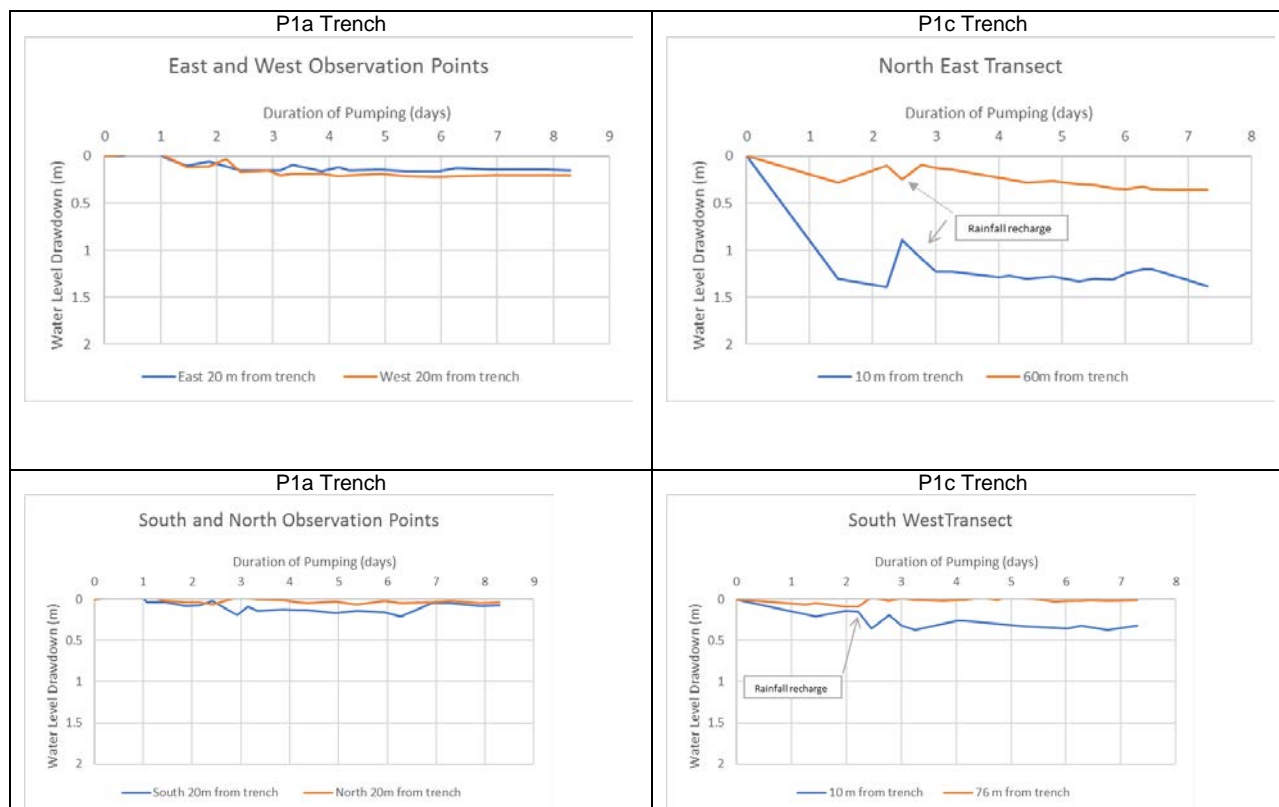 P1a Trench
East and West Observation Points
Duration of Pumping (days)
0 1 2 3 4 5 6 7 8 9
Water Level Drawdown (m)
0
0.5
1
1.5
2
East 20 m from trench West 20m from trench
P1c Trench
North East Transect
Duration of Pumping (days)
0 1 2 3 4 5 6 7 8
Water Level Drawdown (m)
0
0.5
1
1.5
2
Rainfall recharge
10 m from trench 60m from trench
P1a Trench
South and North Observation Points
Duration of Pumping (days)
0 1 2 3 4 5 6 7 8 9
Water Level Drawdown (m)
0
0.5
1
1.5
2
South 20m from trench North 20m from trench
P1c Trench
South WestTransect
Duration of Pumping (days)
0 1 2 3 4 5 6 7 8
Water Level Drawdown (m)
0
0.5
1
1.5
2
Rainfall recharge
10 m from trench 76 m from trench